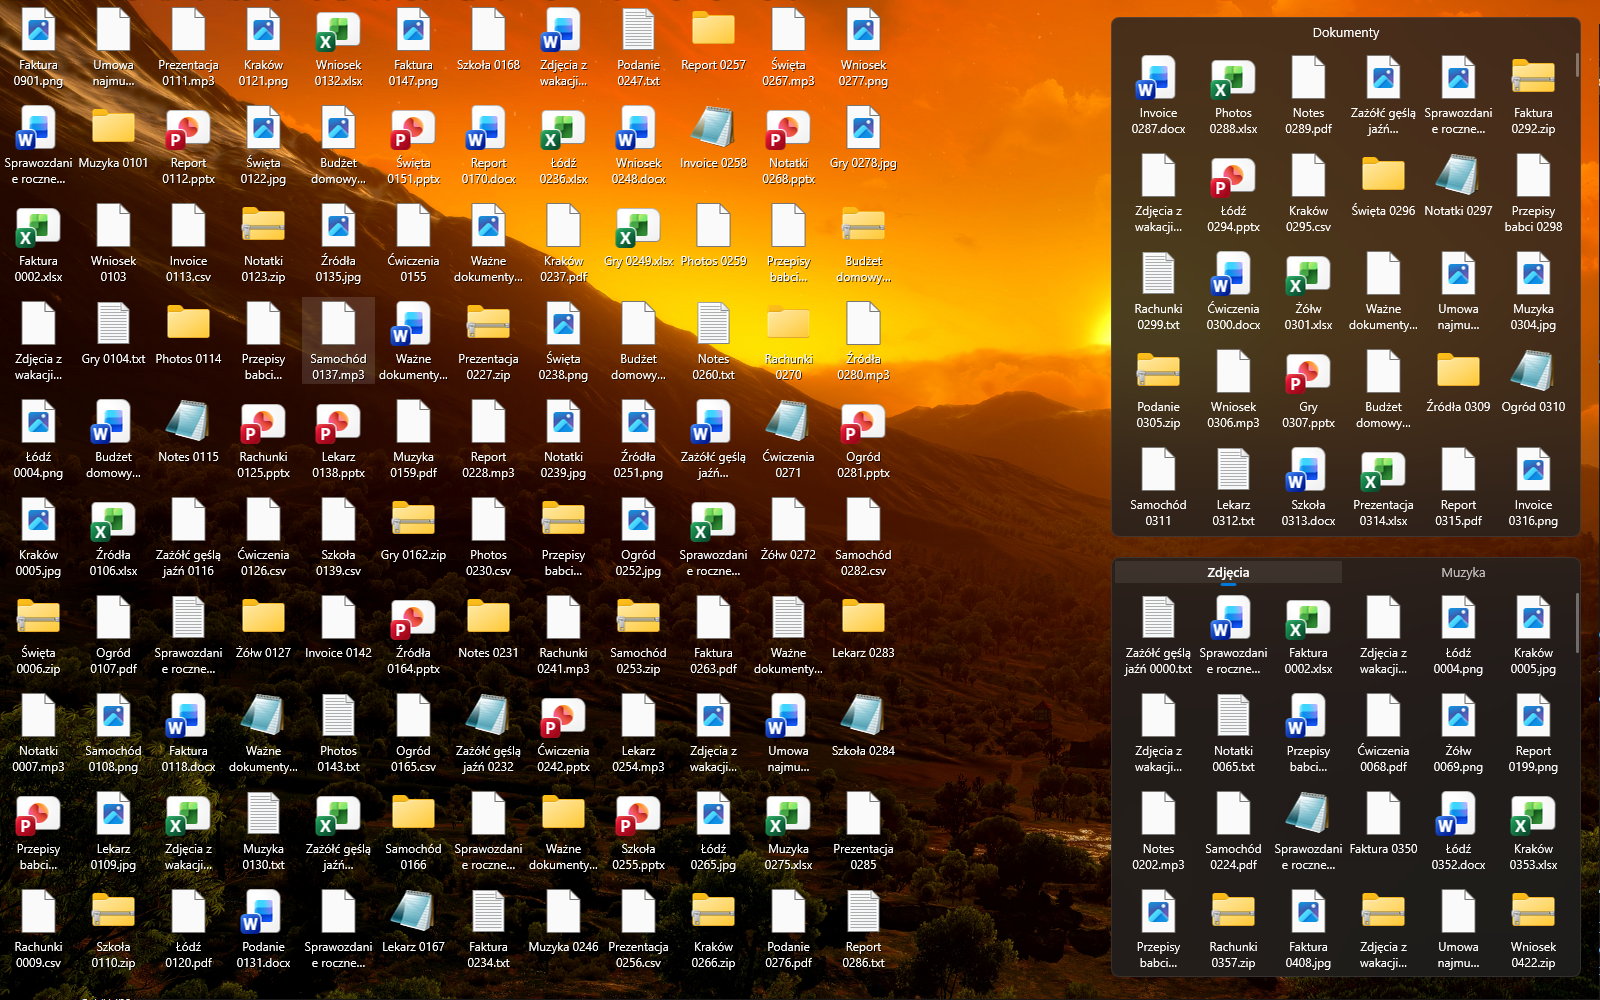 Faktura
0901.png
Umowa
najmu...
Prezentacja
0111.mp3
Kraków
0121.png
Wniosek
0132.xlsx
Faktura
0147.png
Szkoła 0168
Zdjęcia z
wakacji...
Podanie
0247.txt
Report 0257
Święta
0267.mp3
Wniosek
0277.png
Sprawozdani
e roczne...
Muzyka 0101
Report
0112.pptx
Święta
0122.jpg
Budżet
domowy...
Święta
0151.pptx
Report
0170.docx
Łódź
0236.xlsx
Wniosek
0248.docx
Invoice 0258
Notatki
0268.pptx
Gry 0278.jpg
Faktura
0002.xlsx
Wniosek
0103
Invoice
0113.csv
Notatki
0123.zip
Źródła
0135.jpg
Ćwiczenia
0155
Ważne
dokumenty...
Kraków
0237.pdf
Gry 0249.xlsx
Photos 0259
Przepisy
babci...
Budżet
domowy...
Zdjęcia z
wakacji...
Gry 0104.txt
Photos 0114
Przepisy
babci...
Samochód
0137.mp3
Ważne
dokumenty...
Prezentacja
0227.zip
Święta
0238.png
Budżet
domowy...
Notes
0260.txt
Rachunki
0270
Źródła
0280.mp3
Łódź
0004.png
Budżet
domowy...
Notes 0115
Rachunki
0125.pptx
Lekarz
0138.pptx
Muzyka
0159.pdf
Report
0228.mp3
Notatki
0239.jpg
Źródła
0251.png
Zażółć gęślą
jaźń...
Ćwiczenia
0271
Ogród
0281.pptx
Kraków
0005.jpg
Źródła
0106.xlsx
Zażółć gęślą
jaźń 0116
Ćwiczenia
0126.csv
Szkoła
0139.csv
Gry 0162.zip
Photos
0230.csv
Przepisy
babci...
Ogród
0252.jpg
Sprawozdani
e roczne...
Żółw 0272
Samochód
0282.csv
Święta
0006.zip
Ogród
0107.pdf
Sprawozdani
e roczne...
Żółw 0127
Invoice 0142
Źródła
0164.pptx
Notes 0231
Rachunki
0241.mp3
Samochód
0253.zip
Faktura
0263.pdf
Ważne
dokumenty...
Lekarz 0283
Notatki
0007.mp3
Samochód
0108.png
Faktura
0118.docx
Ważne
dokumenty...
Photos
0143.txt
Ogród
0165.csv
Zażółć gęślą
jaźń 0232
Ćwiczenia
0242.pptx
Lekarz
0254.mp3
Zdjęcia z
wakacji...
Umowa
najmu...
Szkoła 0284
Przepisy
babci...
Lekarz
0109.jpg
Zdjęcia z
wakacji...
Muzyka
0130.txt
Zażółć gęślą
jaźń...
Samochód
0166
Sprawozdani
e roczne...
Ważne
dokumenty...
Szkoła
0255.pptx
Łódź
0265.jpg
Muzyka
0275.xlsx
Prezentacja
0285
Rachunki
0009.csv
Szkoła
0110.zip
Łódź
0120.pdf
Podanie
0131.docx
Sprawozdani
e roczne...
Lekarz 0167
Faktura
0234.txt
Muzyka 0246
Prezentacja
0256.csv
Kraków
0266.zip
Podanie
0276.pdf
Report
0286.txt
Dokumenty
Invoice
0287.docx
Photos
0288.xlsx
Notes
0289.pdf
Zażółć gęślą
jaźń...
Sprawozdani
e roczne...
Faktura
0292.zip
Zdjęcia z
wakacji...
Łódź
0294.pptx
Kraków
0295.csv
Święta 0296
Notatki 0297
Przepisy
babci 0298
Rachunki
0299.txt
Ćwiczenia
0300.docx
Żółw
0301.xlsx
Ważne
dokumenty...
Umowa
najmu...
Muzyka
0304.jpg
Podanie
0305.zip
Wniosek
0306.mp3
Gry
0307.pptx
Budżet
domowy...
Źródła 0309
Ogród 0310
Samochód
0311
Lekarz
0312.txt
Szkoła
0313.docx
Prezentacja
0314.xlsx
Report
0315.pdf
Invoice
0316.png
Zdjęcia
Muzyka
Zażółć gęślą
jaźń 0000.txt
Sprawozdani
e roczne...
Faktura
0002.xlsx
Zdjęcia z
wakacji...
Łódź
0004.png
Kraków
0005.jpg
Zdjęcia z
wakacji...
Notatki
0065.txt
Przepisy
babci...
Ćwiczenia
0068.pdf
Żółw
0069.png
Report
0199.png
Notes
0202.mp3
Samochód
0224.pdf
Sprawozdani
e roczne...
Faktura 0350
Łódź
0352.docx
Kraków
0353.xlsx
Przepisy
babci...
Rachunki
0357.zip
Faktura
0408.jpg
Zdjęcia z
wakacji...
Umowa
najmu...
Wniosek
0422.zip